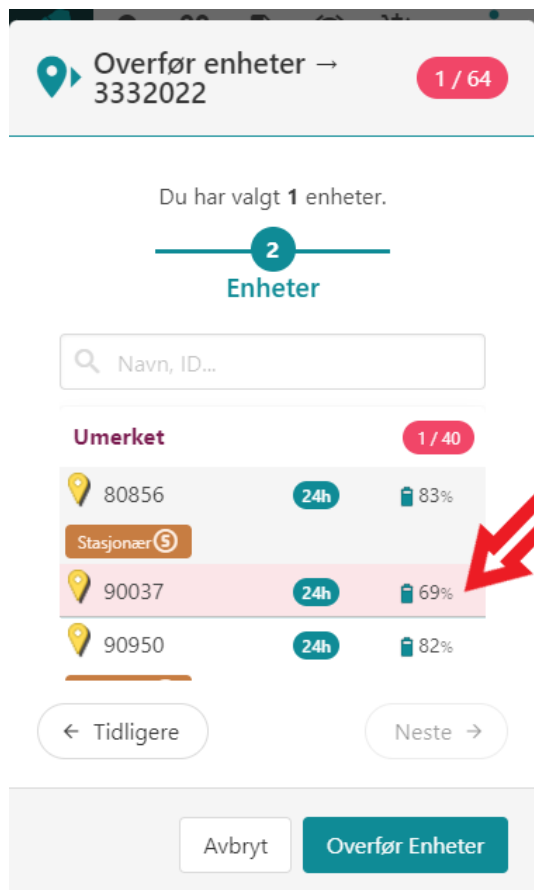 Overfør enheter →
3332022
1 / 64
Du har valgt 1 enheter.
2
Enheter
Navn, ID...
Umerket 1 / 40
80856 24h 83%
Stasjonær S
90037 24h 69%
90950 24h 82%
← Tidligere Neste →
Avbryt Overfør Enheter